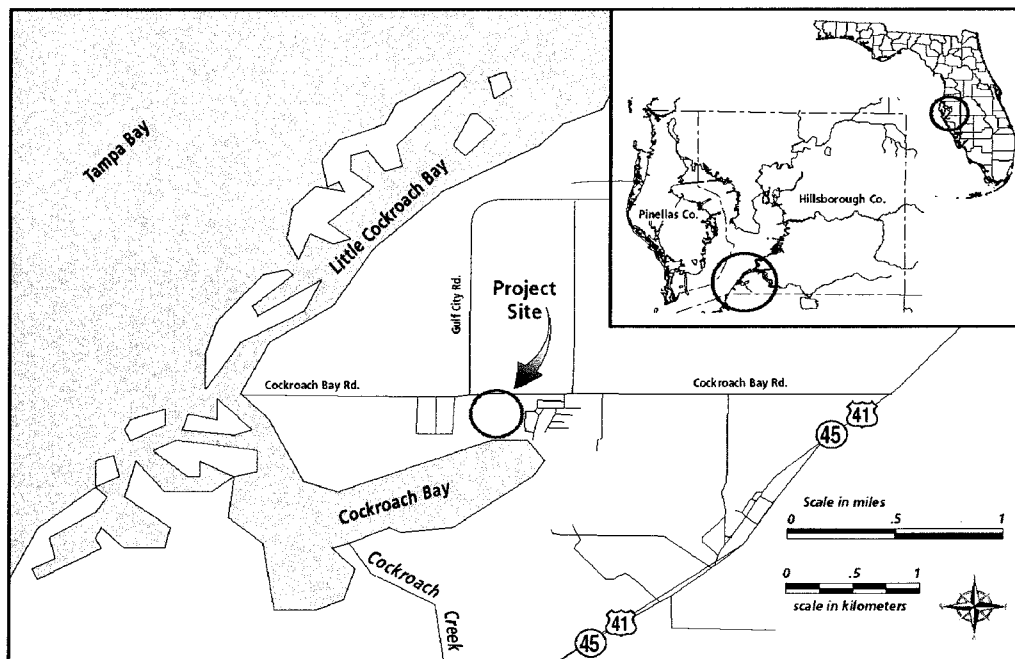 Tampa Bay
Little Cockroach Bay
Pinellas Co.
Hillsborough Co.
Gulf City Rd.
Project
Site
Cockroach Bay Rd.
Cockroach Bay Rd.
41
45
Cockroach Bay
Cockroach
Creek
Scale in miles
0 .5 1
0 .5 1
scale in kilometers
41
45